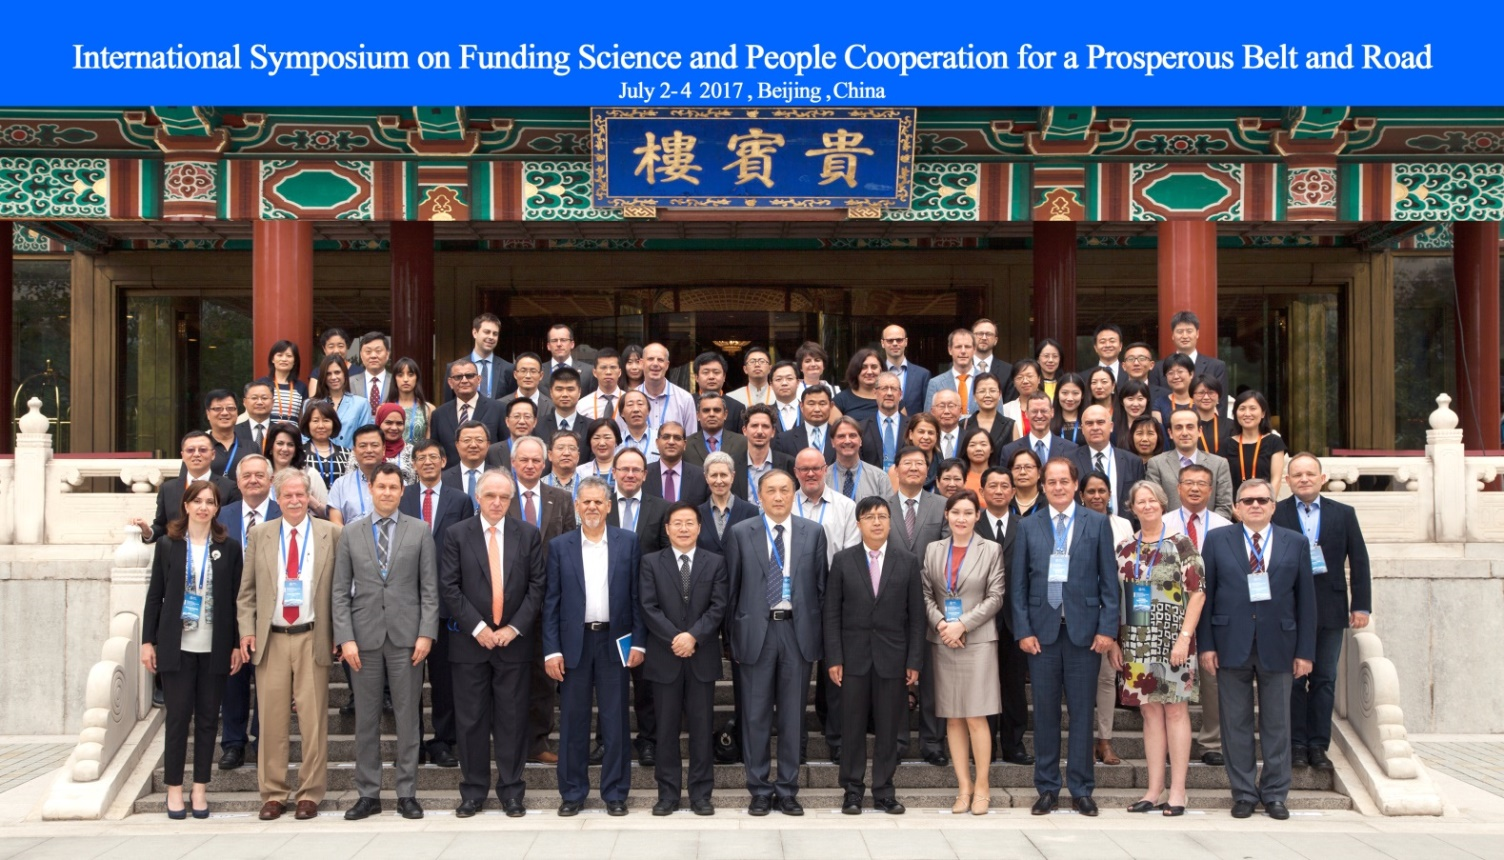 International Symposium on Funding Science and People Cooperation for a Prosperous Belt and Road
July 2-4 2017 , Beijing ,China
樓賓貴